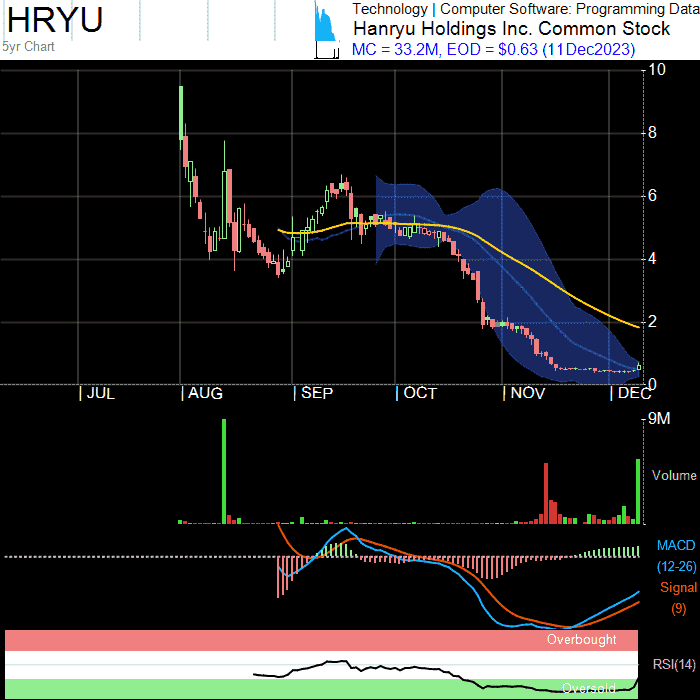 HRYU
5yr Chart
Technology | Computer Software: Programming Data
Hanryu Holdings Inc. Common Stock
MC = 33.2M, EOD = $0.63 (11Dec2023)
10
8
6
4
2
0
JUL AUG SEP OCT NOV DEC
9M
Volume
MACD
(12-26)
Signal
(9)
Overbought
RSI(14)
Oversold